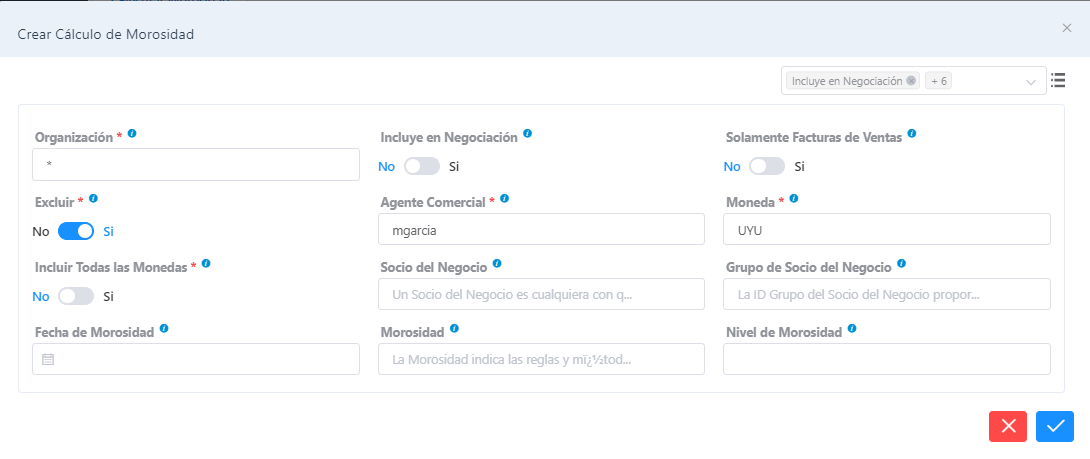 Crear Cálculo de Morosidad
Incluye en Negociación + 6
Organización * Incluye en Negociación Solamente Facturas de Ventas
* No Si No Si
Excluir * Agente Comercial * Moneda *
No Si mgarcia UYU
Incluir Todas las Monedas * Socio del Negocio Grupo de Socio del Negocio
No Si Un Socio del Negocio es cualquiera con q... La ID Grupo del Socio del Negocio propor...
Fecha de Morosidad Morosidad Nivel de Morosidad
La Morosidad indica las reglas y mï¿½tod...